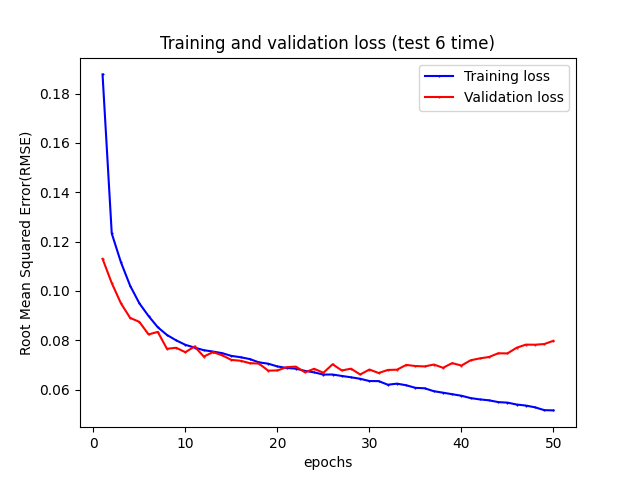 Training and validation loss (test 6 time)
Training loss
Validation loss
Root Mean Squared Error(RMSE)
0.18
0.16
0.14
0.12
0.10
0.08
0.06
0 10 20 30 40 50
epochs